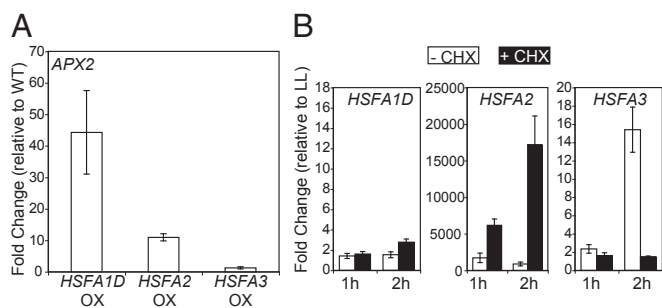 A
Fold Change (relative to WT)
70
60
50
40
30
20
10
0
APX2
HSFA1D HSFA2 HSFA3
OX OX OX
B
- CHX + CHX
Fold Change (relative to LL)
HSFA1D
18
16
14
12
10
8
6
4
2
0
1h 2h
HSFA2
25000
20000
15000
10000
5000
0
1h 2h
HSFA3
18
16
14
12
10
8
6
4
2
0
1h 2h